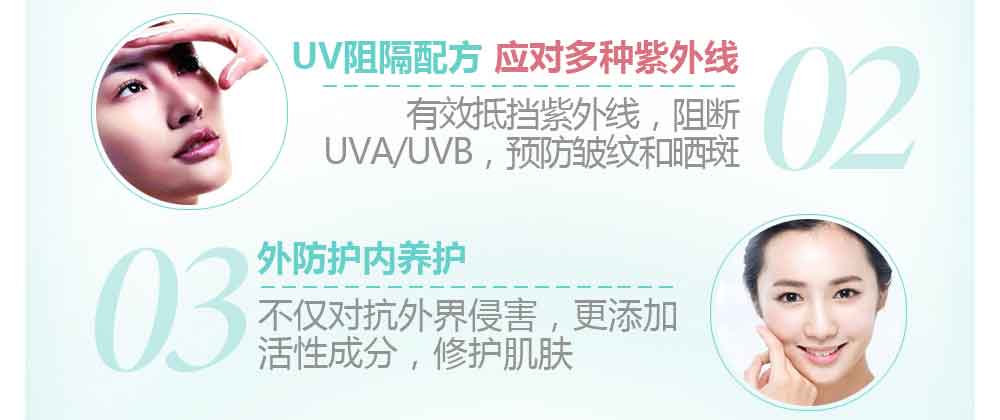 UV阻隔配方 应对多种紫外线
有效抵挡紫外线，阻断
UVA/UVB，预防皱纹和晒斑
02
03
外防护内养护
不仅对抗外界侵害，更添加
活性成分，修护肌肤